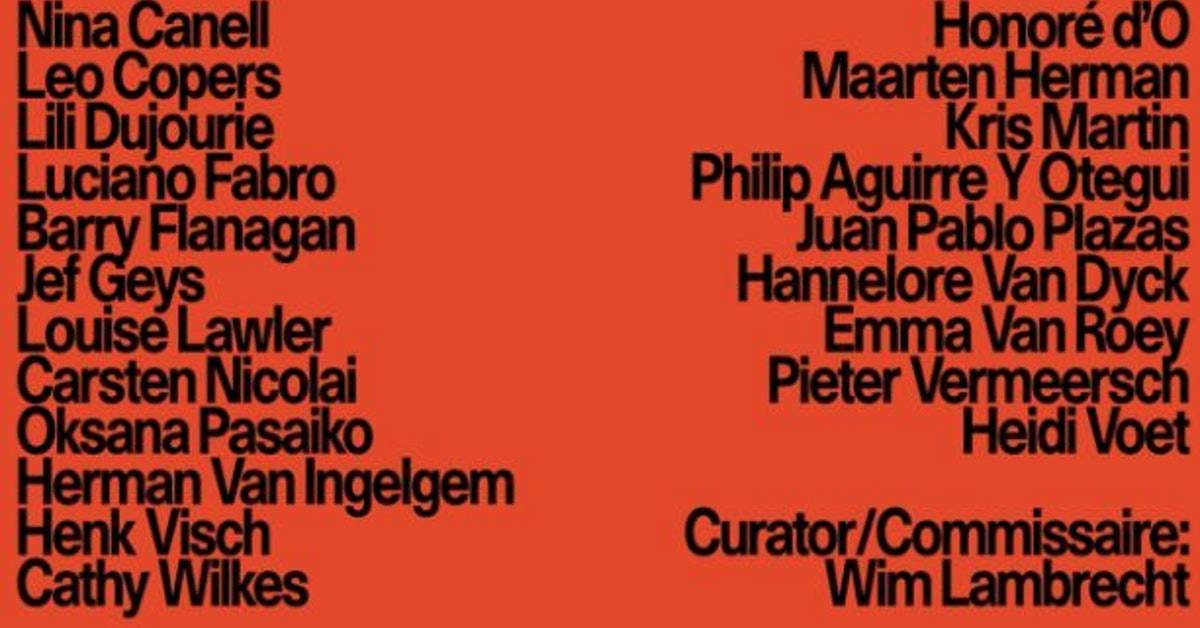 Nina Canell
Leo Copers
Lili Dujourie
Luciano Fabro
Barry Flanagan
Jef Geys
Louise Lawler
Carsten Nicolai
Oksana Pasaiko
Herman Van Ingelgem
Henk Visch
Cathy Wilkes
Honoré d’O
Maarten Herman
Kris Martin
Philip Aguirre Y Otegui
Juan Pablo Plazas
Hannelore Van Dyck
Emma Van Roey
Pieter Vermeersch
Heidi Voet
Curator/Commissaire:
Wim Lambrecht